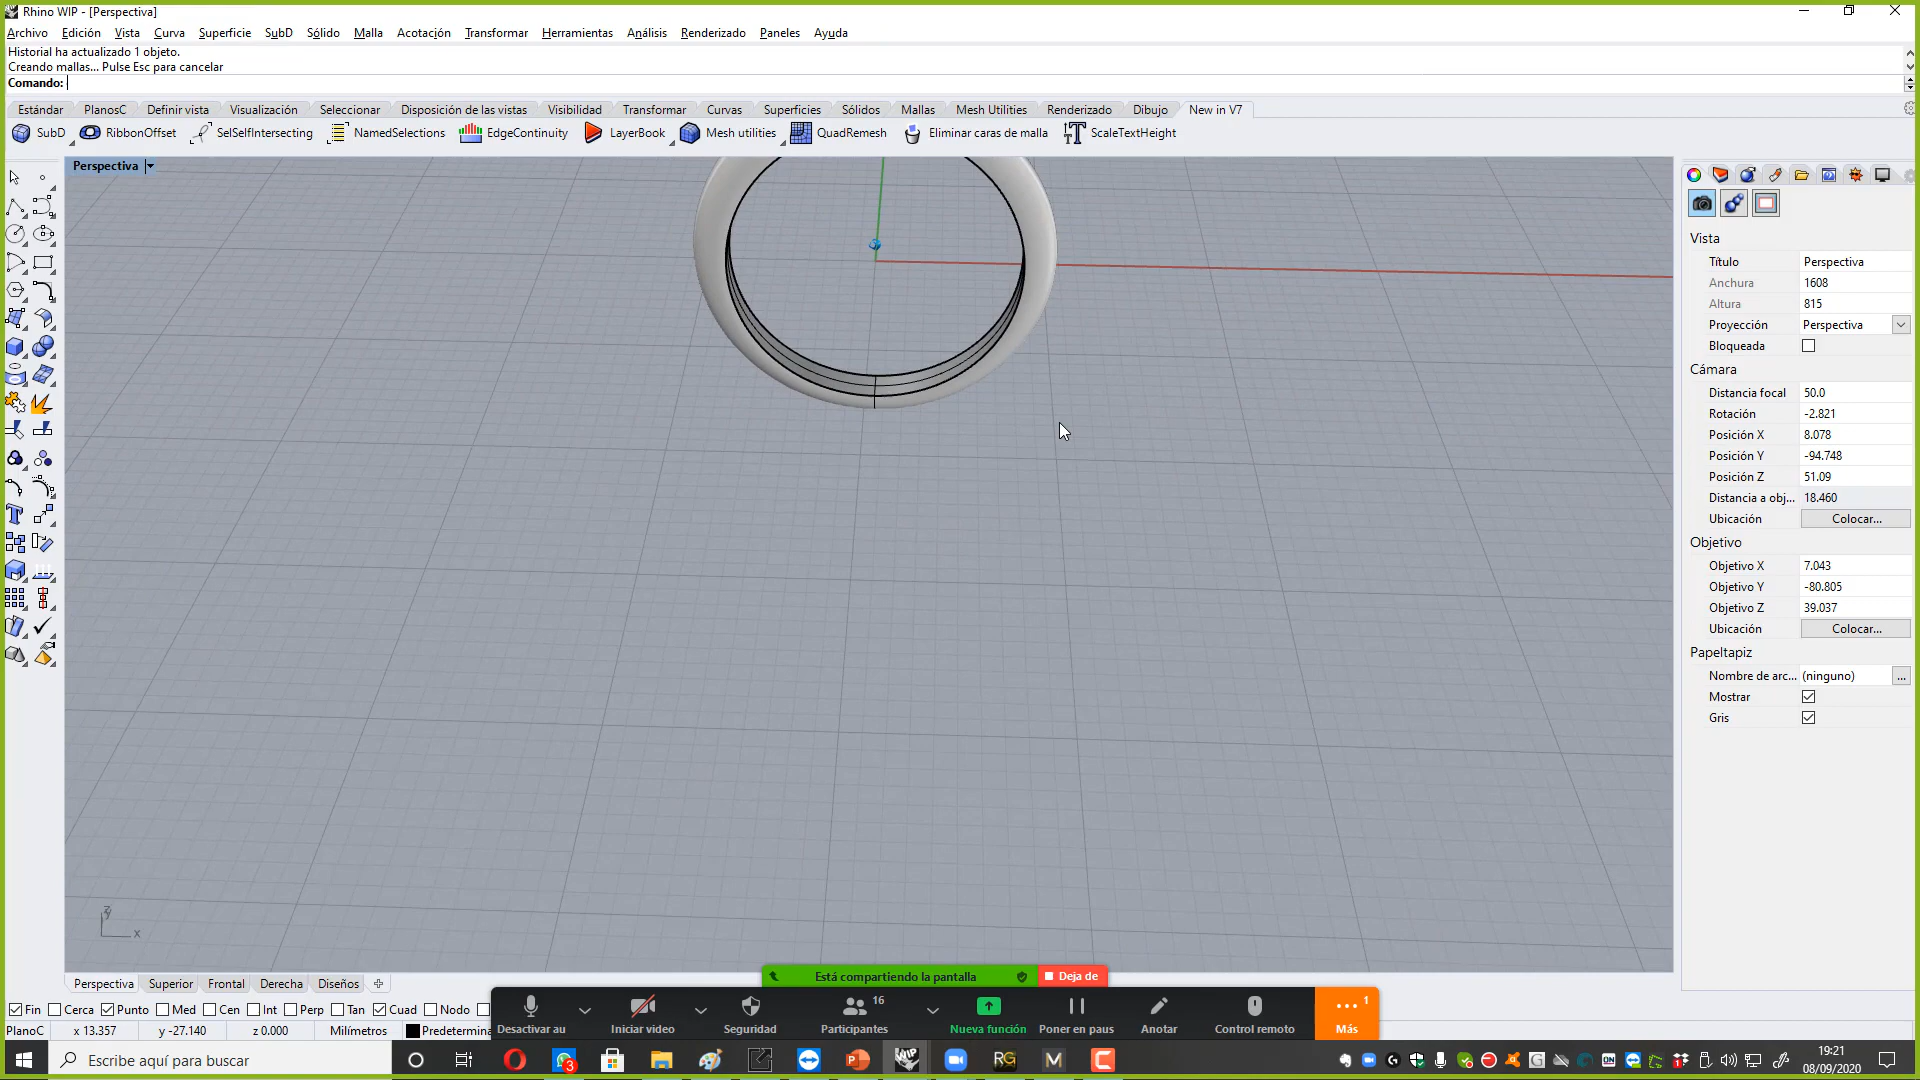 Rhino WIP - [Perspectiva]
Archivo Edición Vista Curva Superficie SubD Sólido Malla Acotación Transformar Herramientas Análisis Renderizado Paneles Ayuda
Historial ha actualizado 1 objeto.
Creando mallas... Pulse Esc para cancelar
Comando:
Estándar PlanosC Definir vista Visualización Seleccionar Disposición de las vistas Visibilidad Transformar Curvas Superficies Sólidos Mallas Mesh Utilities Renderizado Dibujo New in V7
SubD RibbonOffset SelSelfIntersecting NamedSelections EdgeContinuity LayerBook Mesh utilities QuadRemesh Eliminar caras de malla ScaleTextHeight
Perspectiva
Vista
Título Perspectiva
Anchura 1608
Altura 815
Proyección Perspectiva
Bloqueada
Cámara
Distancia focal 50.0
Rotación -2.821
Posición X 8.078
Posición Y -94.748
Posición Z 51.09
Distancia a obj... 18.460
Ubicación Colocar...
Objetivo
Objetivo X 7.043
Objetivo Y -80.805
Objetivo Z 39.037
Ubicación Colocar...
Papeltapiz
Nombre de arc... (ninguno) ...
Mostrar
Gris
x
Perspectiva Superior Frontal Derecha Diseños
Está compartiendo la pantalla Deja de
Fin Cerca Punto Med Cen Int Perp Tan Cuad Nodo
PlanoC x 13.357 y -27.140 z 0.000 Milímetros Predetermina
16 1
Desactivar au Iniciar video Seguridad Participantes Nueva función Poner en paus Anotar Control remoto Más
Escribe aquí para buscar
3 WIP RG M C
ON
19:21
08/09/2020